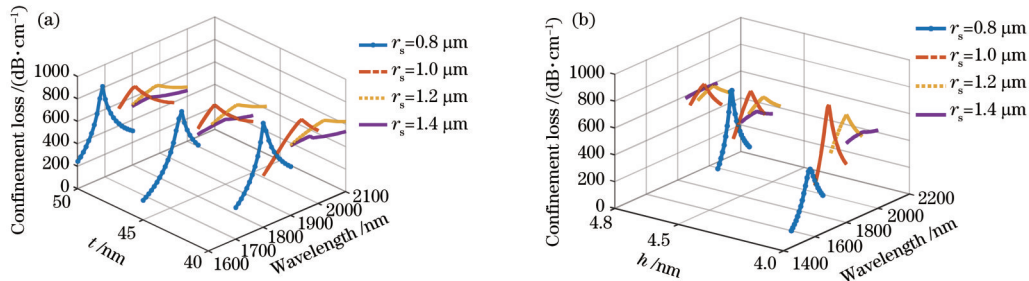 (a)
Confinement loss /(dB·cm⁻¹)
1000
800
600
400
200
0
50
45
40
t /nm
1600
1700
1800
1900
2000
2100
Wavelength /nm
rₛ=0.8 μm
rₛ=1.0 μm
rₛ=1.2 μm
rₛ=1.4 μm
(b)
Confinement loss /(dB·cm⁻¹)
1000
800
600
400
200
0
4.8
4.5
4.0
h /nm
1400
1600
1800
2000
2200
Wavelength /nm
rₛ=0.8 μm
rₛ=1.0 μm
rₛ=1.2 μm
rₛ=1.4 μm